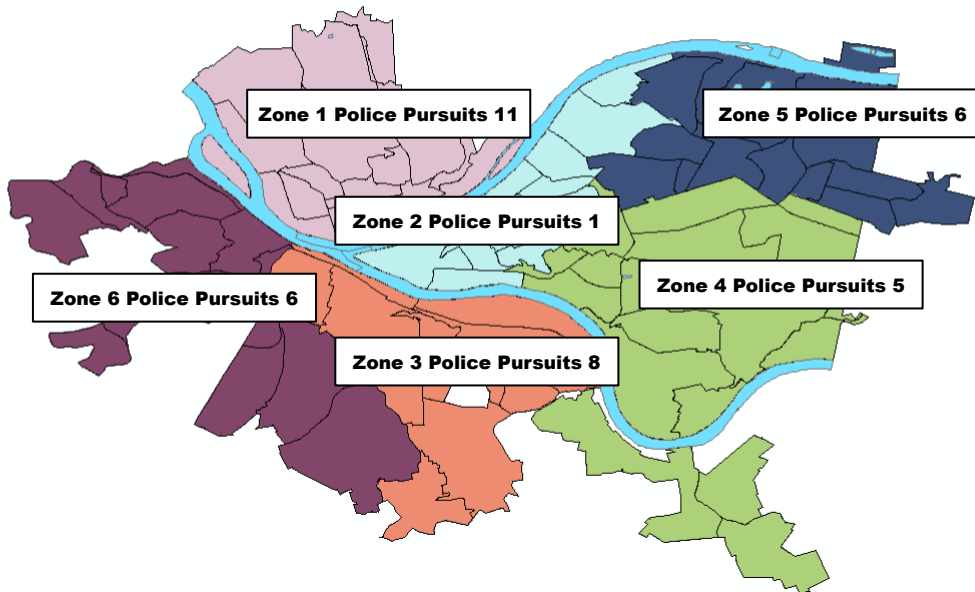 Zone 1 Police Pursuits 11
Zone 5 Police Pursuits 6
Zone 2 Police Pursuits 1
Zone 6 Police Pursuits 6
Zone 4 Police Pursuits 5
Zone 3 Police Pursuits 8